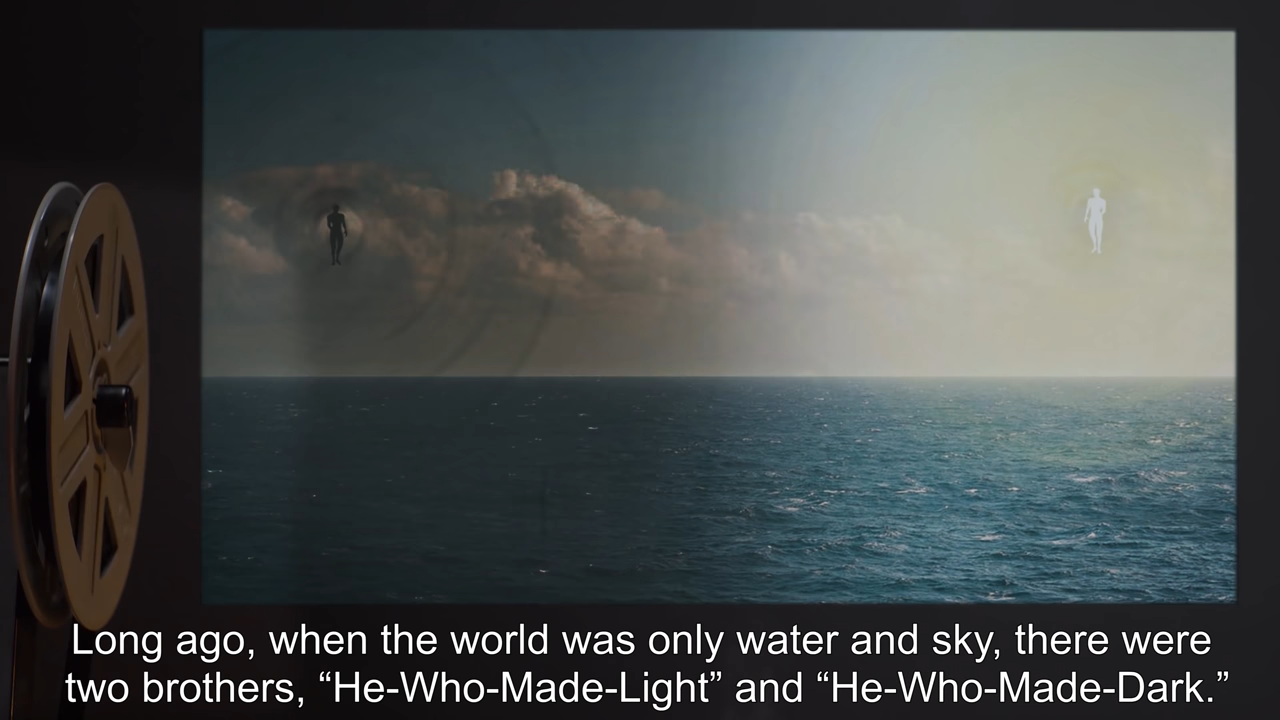 Long ago, when the world was only water and sky, there were
two brothers, “He-Who-Made-Light” and “He-Who-Made-Dark.”